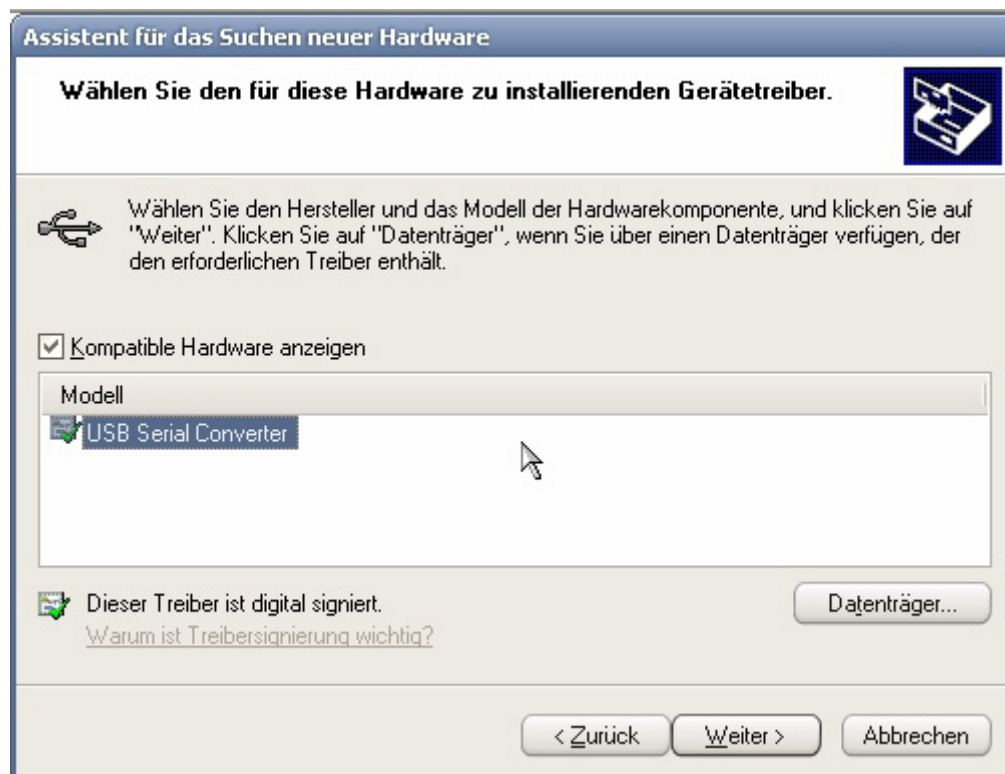 Assistent für das Suchen neuer Hardware
Wählen Sie den für diese Hardware zu installierenden Gerätetreiber.
Wählen Sie den Hersteller und das Modell der Hardwarekomponente, und klicken Sie auf
"Weiter". Klicken Sie auf "Datenträger", wenn Sie über einen Datenträger verfügen, der
den erforderlichen Treiber enthält.
Kompatible Hardware anzeigen
Modell
USB Serial Converter
Dieser Treiber ist digital signiert.
Datenträger...
Warum ist Treibersignierung wichtig?
< Zurück Weiter > Abbrechen